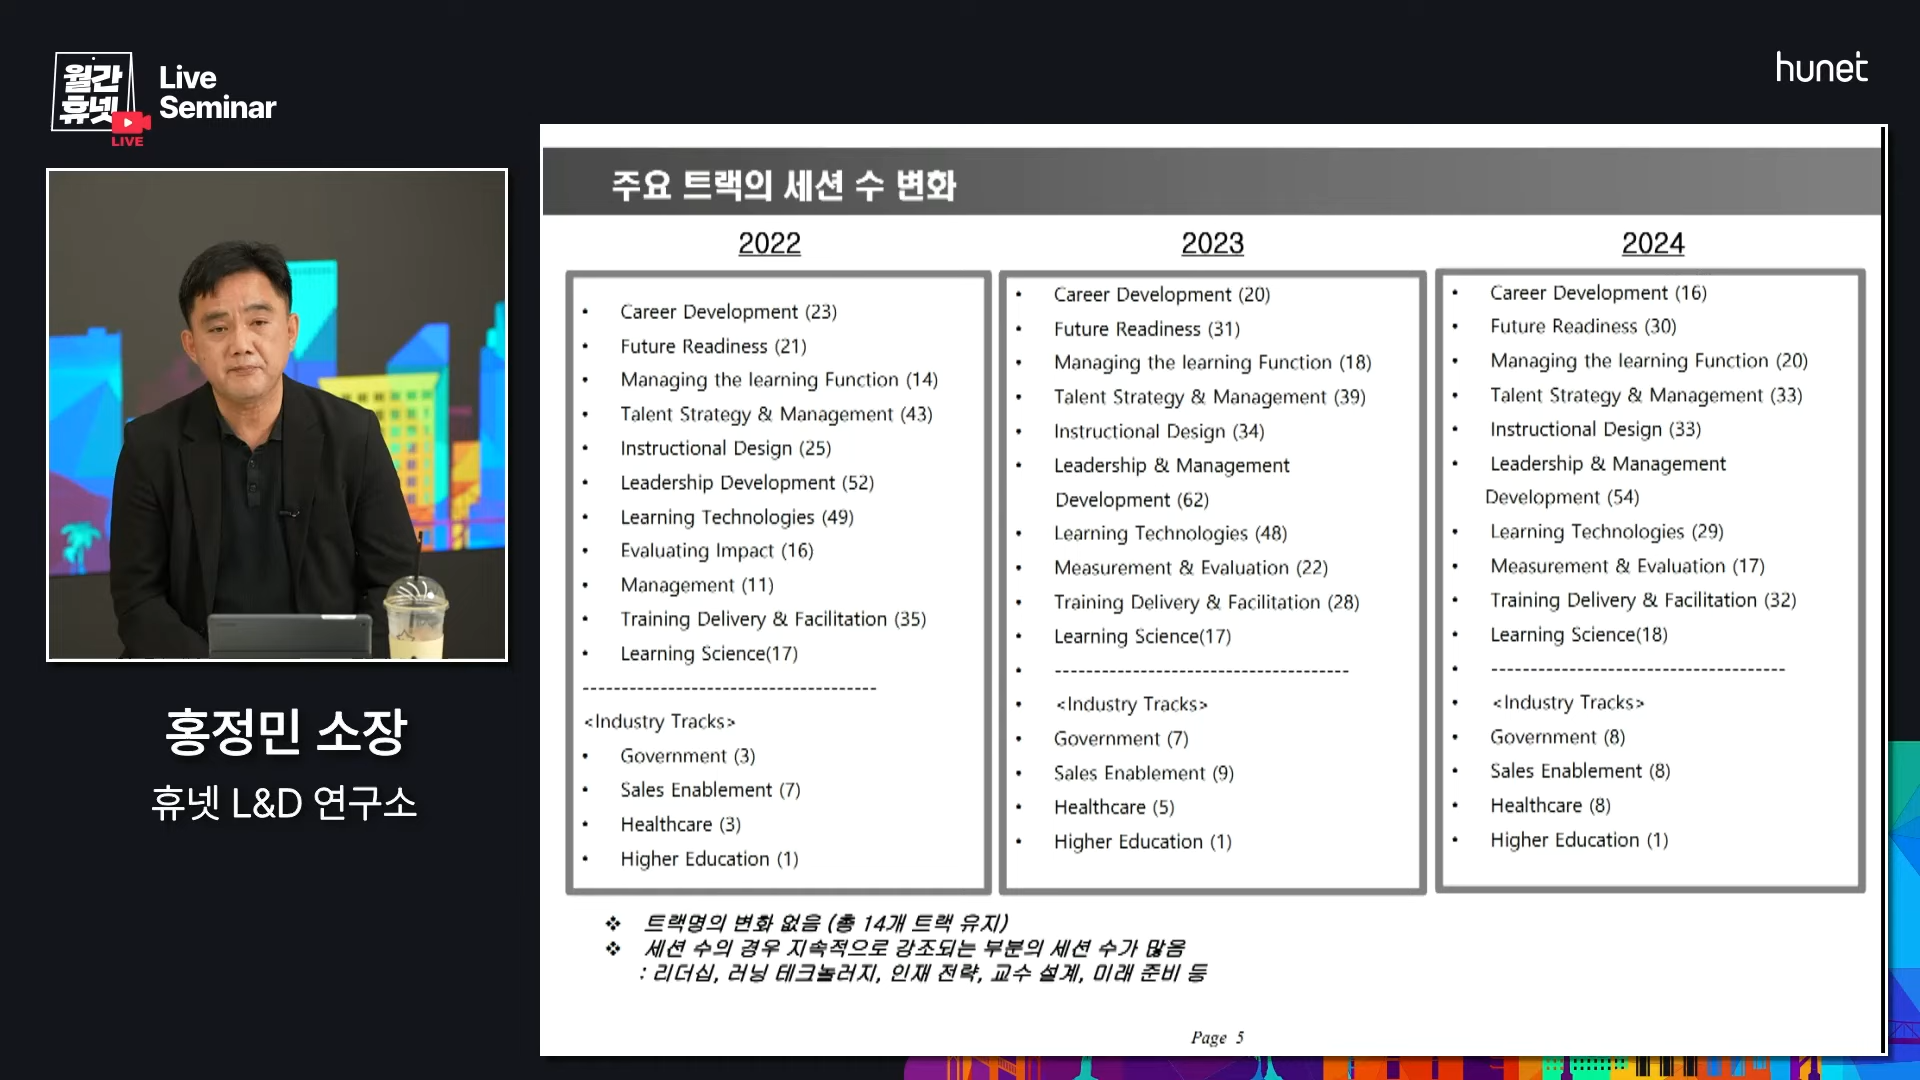 월간
휴넷
LIVE
Live
Seminar
hunet
홍정민 소장
휴넷 L&D 연구소
주요 트랙의 세션 수 변화
2022
• Career Development (23)
• Future Readiness (21)
• Managing the learning Function (14)
• Talent Strategy & Management (43)
• Instructional Design (25)
• Leadership Development (52)
• Learning Technologies (49)
• Evaluating Impact (16)
• Management (11)
• Training Delivery & Facilitation (35)
• Learning Science(17)
--------------------------------------
<Industry Tracks>
• Government (3)
• Sales Enablement (7)
• Healthcare (3)
• Higher Education (1)
2023
• Career Development (20)
• Future Readiness (31)
• Managing the learning Function (18)
• Talent Strategy & Management (39)
• Instructional Design (34)
• Leadership & Management
Development (62)
• Learning Technologies (48)
• Measurement & Evaluation (22)
• Training Delivery & Facilitation (28)
• Learning Science(17)
• --------------------------------------
• <Industry Tracks>
• Government (7)
• Sales Enablement (9)
• Healthcare (5)
• Higher Education (1)
2024
• Career Development (16)
• Future Readiness (30)
• Managing the learning Function (20)
• Talent Strategy & Management (33)
• Instructional Design (33)
• Leadership & Management
Development (54)
• Learning Technologies (29)
• Measurement & Evaluation (17)
• Training Delivery & Facilitation (32)
• Learning Science(18)
• --------------------------------------
• <Industry Tracks>
• Government (8)
• Sales Enablement (8)
• Healthcare (8)
• Higher Education (1)
❖ 트랙명의 변화 없음 (총 14개 트랙 유지)
❖ 세션 수의 경우 지속적으로 강조되는 부분의 세션 수가 많음
: 리더십, 러닝 테크놀러지, 인재 전략, 교수 설계, 미래 준비 등
Page 5